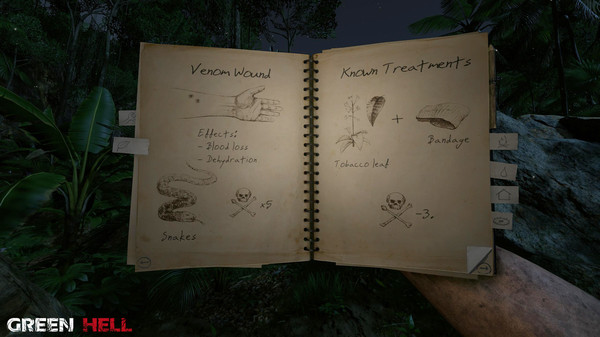 Venom Wound
Effects:
- Blood loss
- Dehydration
x5
Snakes
Known Treatments
+
Bandage
Tobacco leaf
-3.
GREEN HELL